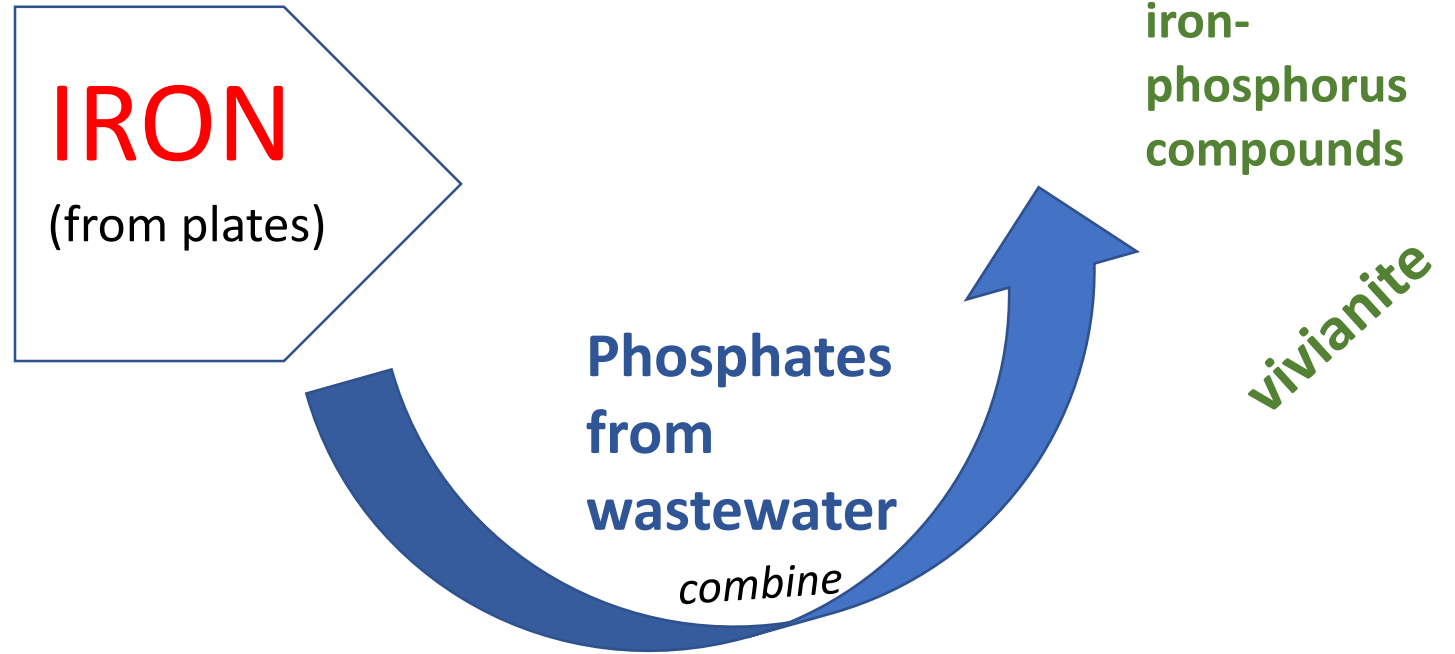 IRON
(from plates)
iron-
phosphorus
compounds
vivianite
Phosphates
from
wastewater
combine